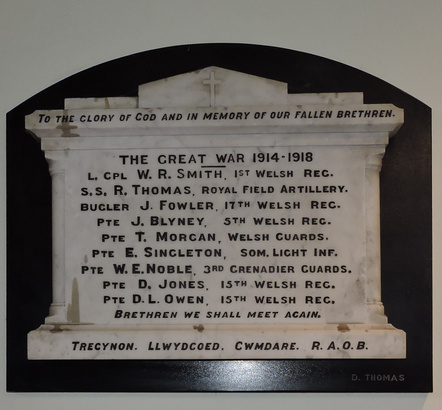 TO THE GLORY OF GOD AND IN MEMORY OF OUR FALLEN BRETHREN.
THE GREAT WAR 1914-1918
L. CPL W. R. SMITH, 1ST WELSH REG.
S.S. R. THOMAS, ROYAL FIELD ARTILLERY.
BUGLER J. FOWLER, 17TH WELSH REG.
PTE J. BLYNEY, 5TH WELSH REG.
PTE T. MORGAN, WELSH GUARDS.
PTE E. SINGLETON, SOM. LIGHT INF.
PTE W. E. NOBLE, 3RD GRENADIER GUARDS.
PTE D. JONES, 15TH WELSH REG.
PTE D. L. OWEN, 15TH WELSH REG.
BRETHREN WE SHALL MEET AGAIN.
TRECYNON. LLWYDCOED. CWMDARE. R. A. O. B.
D. THOMAS